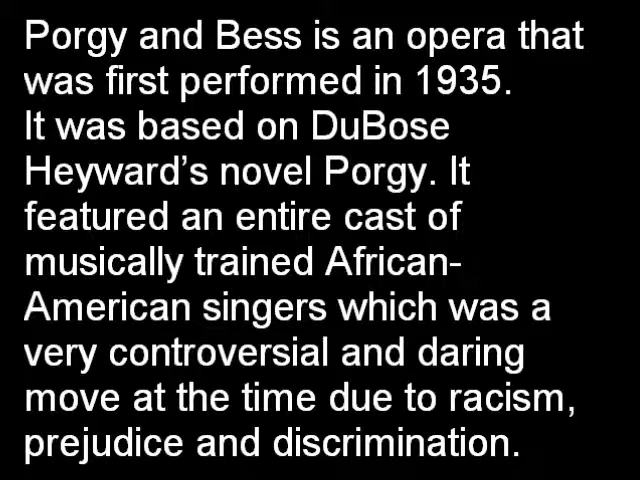 Porgy and Bess is an opera that
was first performed in 1935.
It was based on DuBose
Heyward’s novel Porgy. It
featured an entire cast of
musically trained African-
American singers which was a
very controversial and daring
move at the time due to racism,
prejudice and discrimination.